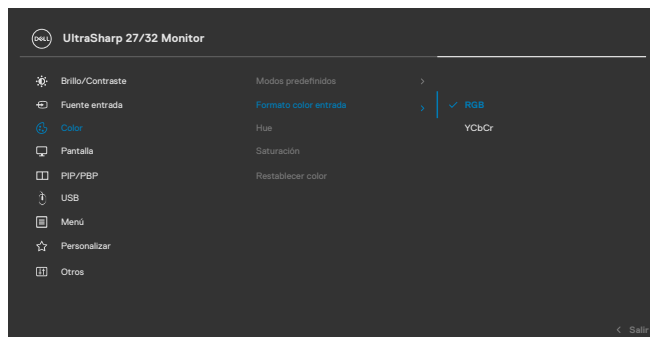 DELL UltraSharp 27/32 Monitor
Brillo/Contraste Modos predefinidos
Fuente entrada Formato color entrada RGB
Color Hue YCbCr
Pantalla Saturación
PIP/PBP Restablecer color
USB
Menú
Personalizar
Otros
Salir